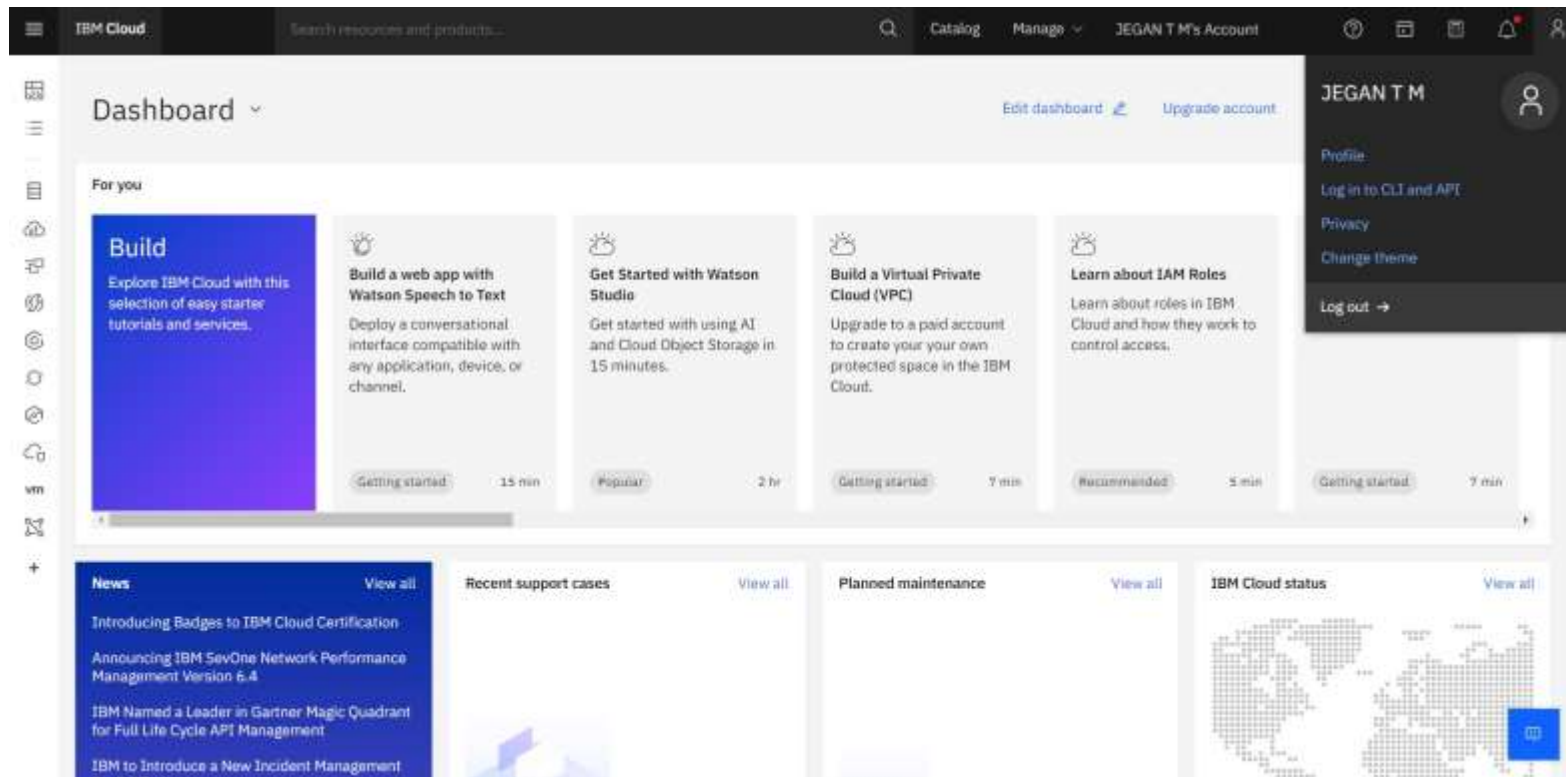 IBM Cloud
Search resources and products...
Catalog
Manage
JEGAN T M's Account
JEGAN T M
Profile
Log in to CLI and API
Privacy
Change theme
Log out →
Dashboard
Edit dashboard
Upgrade account
For you
Build
Explore IBM Cloud with this
selection of easy starter
tutorials and services.
Build a web app with
Watson Speech to Text
Deploy a conversational
interface compatible with
any application, device, or
channel.
Getting started
15 min
Get Started with Watson
Studio
Get started with using AI
and Cloud Object Storage in
15 minutes.
Popular
2 hr
Build a Virtual Private
Cloud (VPC)
Upgrade to a paid account
to create your your own
protected space in the IBM
Cloud.
Getting started
7 min
Learn about IAM Roles
Learn about roles in IBM
Cloud and how they work to
control access.
Recommended
5 min
Getting started
7 min
vm
News
View all
Introducing Badges to IBM Cloud Certification
Announcing IBM SevOne Network Performance
Management Version 6.4
IBM Named a Leader in Gartner Magic Quadrant
for Full Life Cycle API Management
IBM to Introduce a New Incident Management
Recent support cases
View all
Planned maintenance
View all
IBM Cloud status
View all